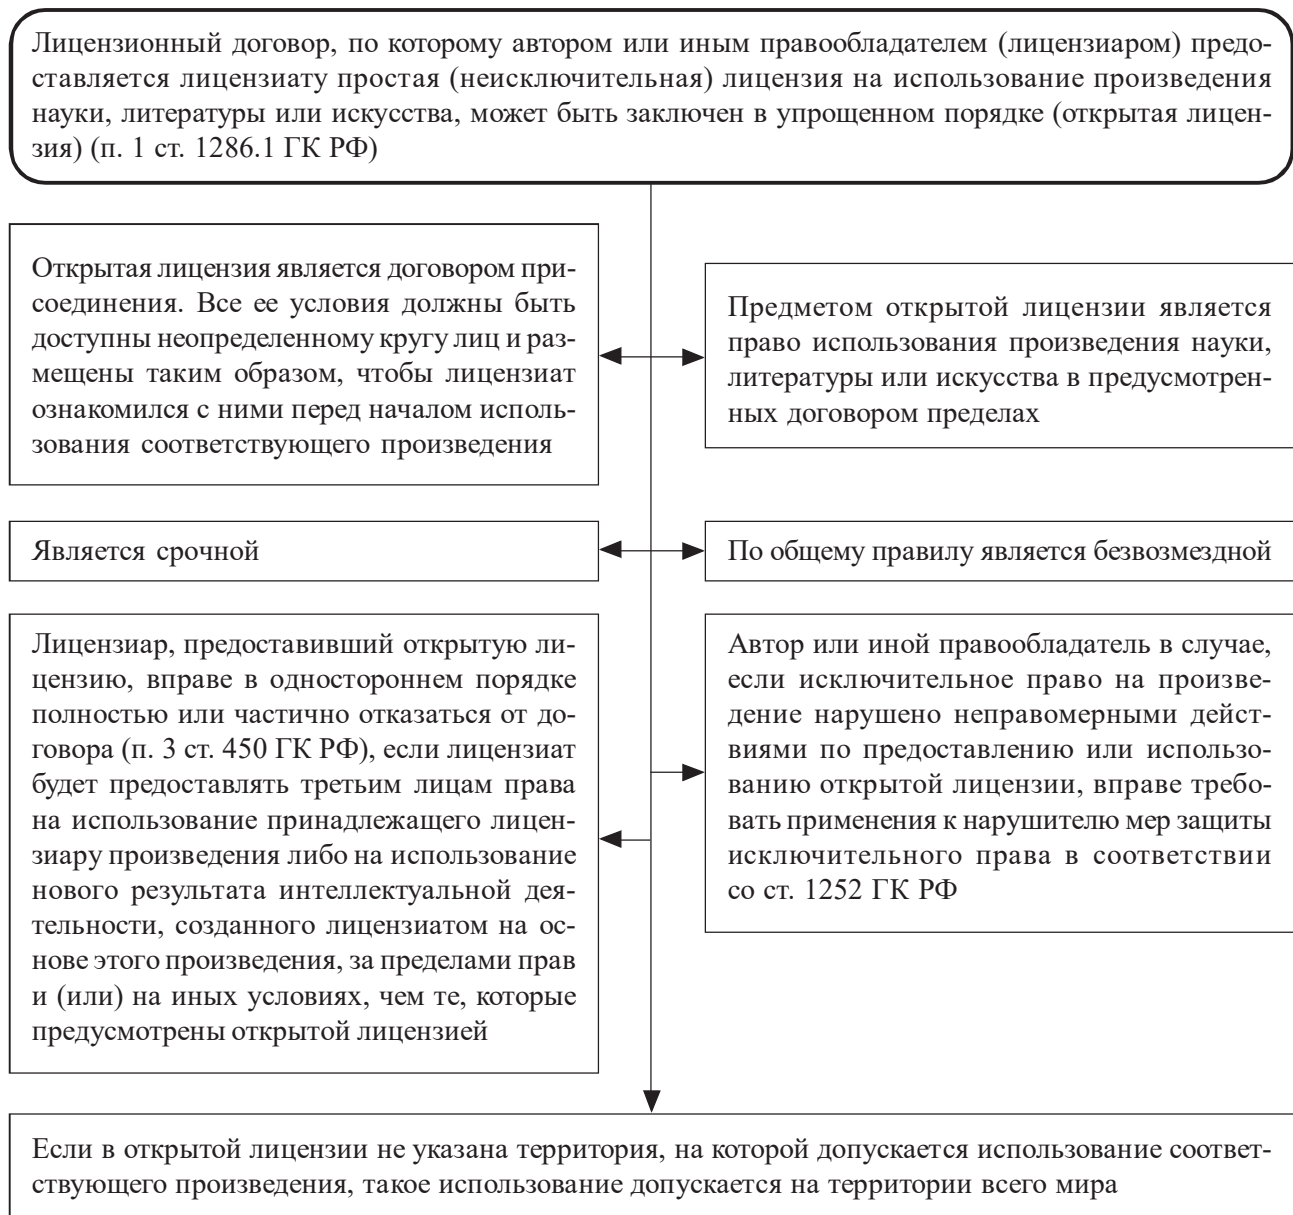 Лицензионный договор, по которому автором или иным правообладателем (лицензиаром) предо-
ставляется лицензиату простая (неисключительная) лицензия на использование произведения
науки, литературы или искусства, может быть заключен в упрощенном порядке (открытая лицен-
зия) (п. 1 ст. 1286.1 ГК РФ)
Открытая лицензия является договором при-
соединения. Все ее условия должны быть
доступны неопределенному кругу лиц и раз-
мещены таким образом, чтобы лицензиат
ознакомился с ними перед началом исполь-
зования соответствующего произведения
Предметом открытой лицензии является
право использования произведения науки,
литературы или искусства в предусмотрен-
ных договором пределах
Является срочной
По общему правилу является безвозмездной
Лицензиар, предоставивший открытую ли-
цензию, вправе в одностороннем порядке
полностью или частично отказаться от до-
говора (п. 3 ст. 450 ГК РФ), если лицензиат
будет предоставлять третьим лицам права
на использование принадлежащего лицен-
зиару произведения либо на использование
нового результата интеллектуальной дея-
тельности, созданного лицензиатом на ос-
нове этого произведения, за пределами прав
и (или) на иных условиях, чем те, которые
предусмотрены открытой лицензией
Автор или иной правообладатель в случае,
если исключительное право на произве-
дение нарушено неправомерными дейст-
виями по предоставлению или использо-
ванию открытой лицензии, вправе требо-
вать применения к нарушителю мер защиты
исключительного права в соответствии
со ст. 1252 ГК РФ
Если в открытой лицензии не указана территория, на которой допускается использование соответ-
ствующего произведения, такое использование допускается на территории всего мира